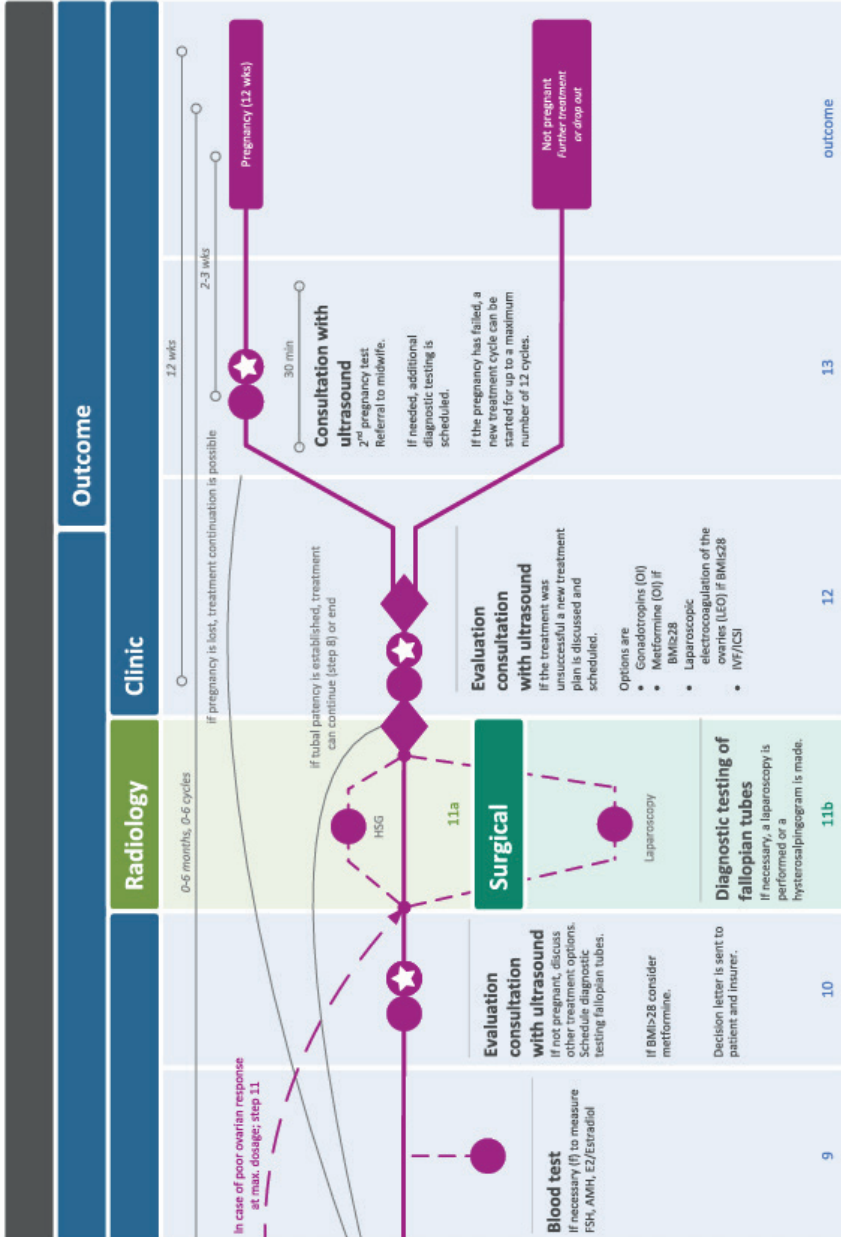 Outcome
Radiology
Clinic
12 wks
0-6 months, 0-6 cycles
2-3 wks
if pregnancy is lost, treatment continuation is possible
if tubal patency is established, treatment
can continue (step 8) or end
In case of poor ovarian response
at max. dosage; step 11
Blood test
If necessary (f) to measure
FSH, AMH, E2/Estradiol
9
Evaluation
consultation
with ultrasound
If not pregnant, discuss
other treatment options.
Schedule diagnostic
testing fallopian tubes.
If BMI>28 consider
metformine.
Decision letter is sent to
patient and insurer.
10
HSG
11a
Surgical
Laparoscopy
Diagnostic testing of
fallopian tubes
If necessary, a laparoscopy is
performed or a
hysterosalpingogram is made.
11b
Evaluation
consultation
with ultrasound
If the treatment was
unsuccessful a new treatment
plan is discussed and
scheduled.
Options are
• Gonadotropins (OI)
• Metformine (OI) if
BMI≥28
• Laparoscopic
electrocoagulation of the
ovaries (LEO) if BMI≤28
• IVF/ICSI
12
30 min
Consultation with
ultrasound
2nd pregnancy test
Referral to midwife.
If needed, additional
diagnostic testing is
scheduled.
If the pregnancy has failed, a
new treatment cycle can be
started for up to a maximum
number of 12 cycles.
13
Pregnancy (12 wks)
Not pregnant
Further treatment
or drop out
outcome